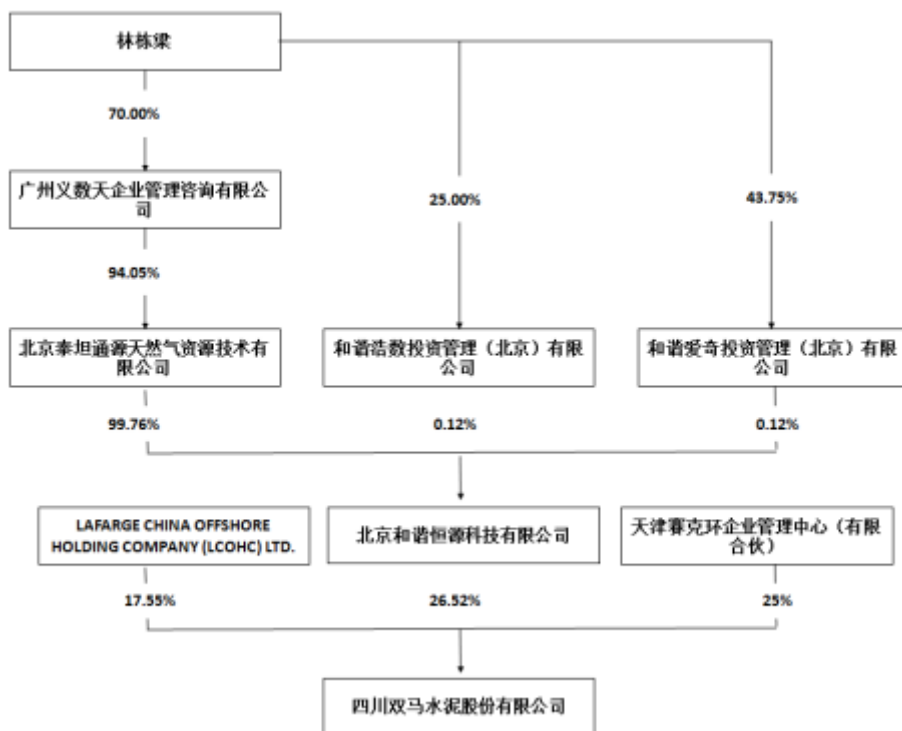 林栋梁
70.00%
广州义数天企业管理咨询有限公
司
25.00%
43.75%
94.05%
北京泰坦通源天然气资源技术有
限公司
和谐浩数投资管理（北京）有限
公司
和谐爱奇投资管理（北京）有限
公司
99.76%
0.12%
0.12%
LAFARGE CHINA OFFSHORE
HOLDING COMPANY (LCOHC) LTD.
北京和谐恒源科技有限公司
天津赛克环企业管理中心（有限
合伙）
17.55%
26.52%
25%
四川双马水泥股份有限公司